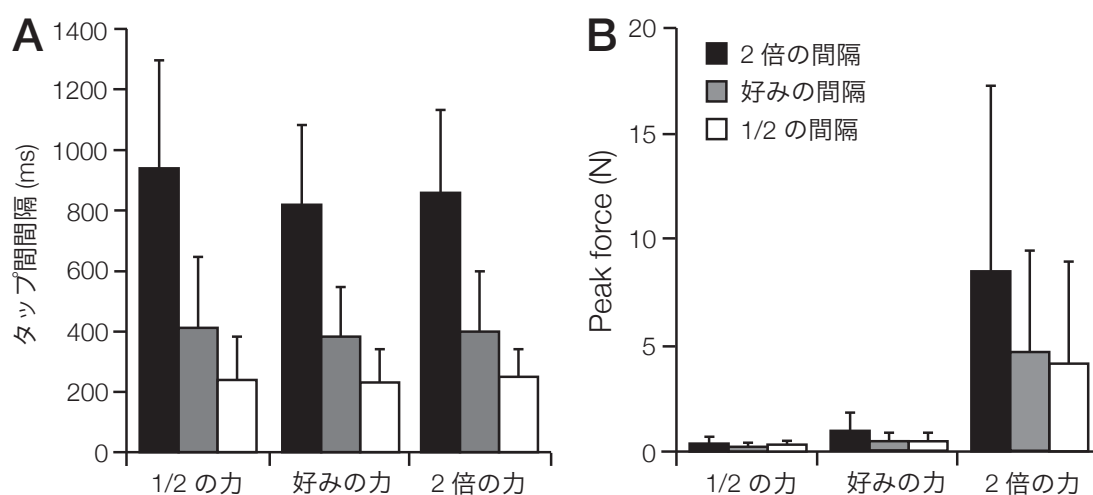 A
タップ間間隔 (ms)
1400
1200
1000
800
600
400
200
0
1/2 の力
好みの力
2 倍の力
B
Peak force (N)
20
15
10
5
0
2 倍の間隔
好みの間隔
1/2 の間隔
1/2 の力
好みの力
2 倍の力